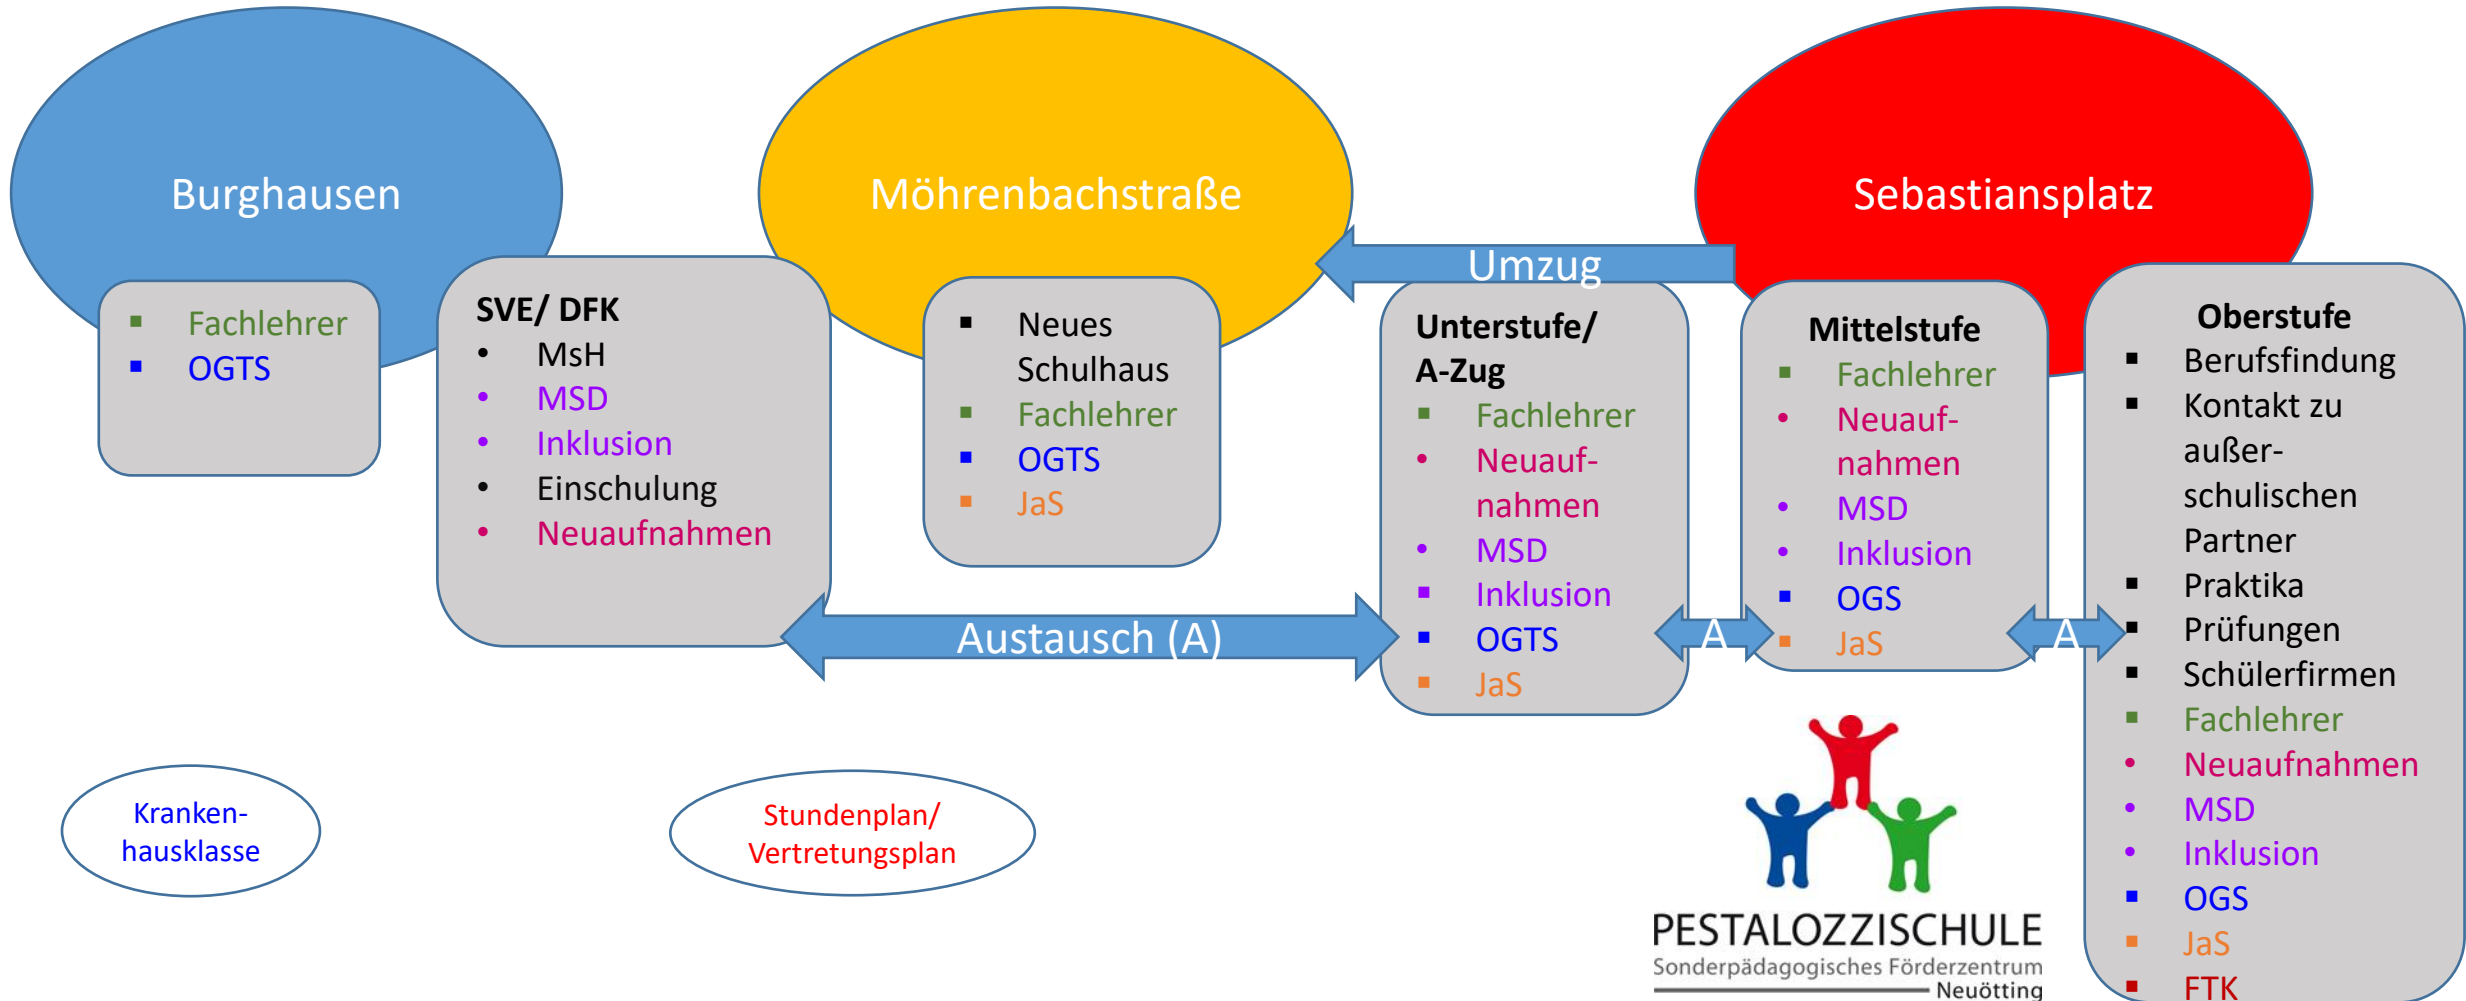 Burghausen
Möhrenbachstraße
Sebastiansplatz
Umzug
Fachlehrer
OGTS
SVE/ DFK
MsH
MSD
Inklusion
Einschulung
Neuaufnahmen
Neues
Schulhaus
Fachlehrer
OGTS
JaS
Unterstufe/
A-Zug
Fachlehrer
Neuauf-
nahmen
MSD
Inklusion
OGTS
JaS
Mittelstufe
Fachlehrer
Neuauf-
nahmen
MSD
Inklusion
OGS
JaS
Oberstufe
Berufsfindung
Kontakt zu
außer-
schulischen
Partner
Praktika
Prüfungen
Schülerfirmen
Fachlehrer
Neuaufnahmen
MSD
Inklusion
OGS
JaS
FTK
Austausch (A)
A
A
Kranken-
hausklasse
Stundenplan/
Vertretungsplan
PESTALOZZISCHULE
Sonderpädagogisches Förderzentrum
Neuötting